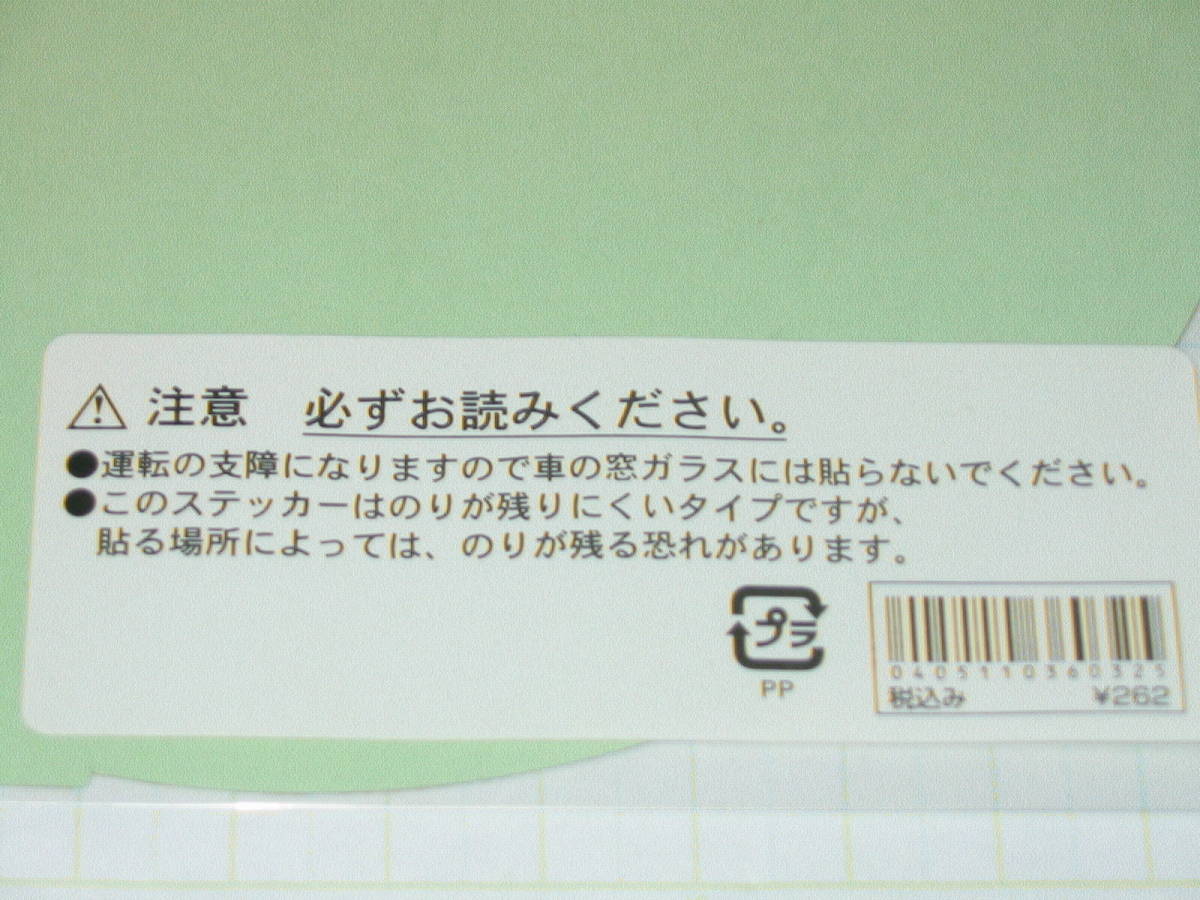 注意 必ずお読みください。
●運転の支障になりますので車の窓ガラスには貼らないでください。
●このステッカーはのりが残りにくいタイプですが、
貼る場所によっては、のりが残る恐れがあります。
プラ
PP
0405110360325
税込み ¥262